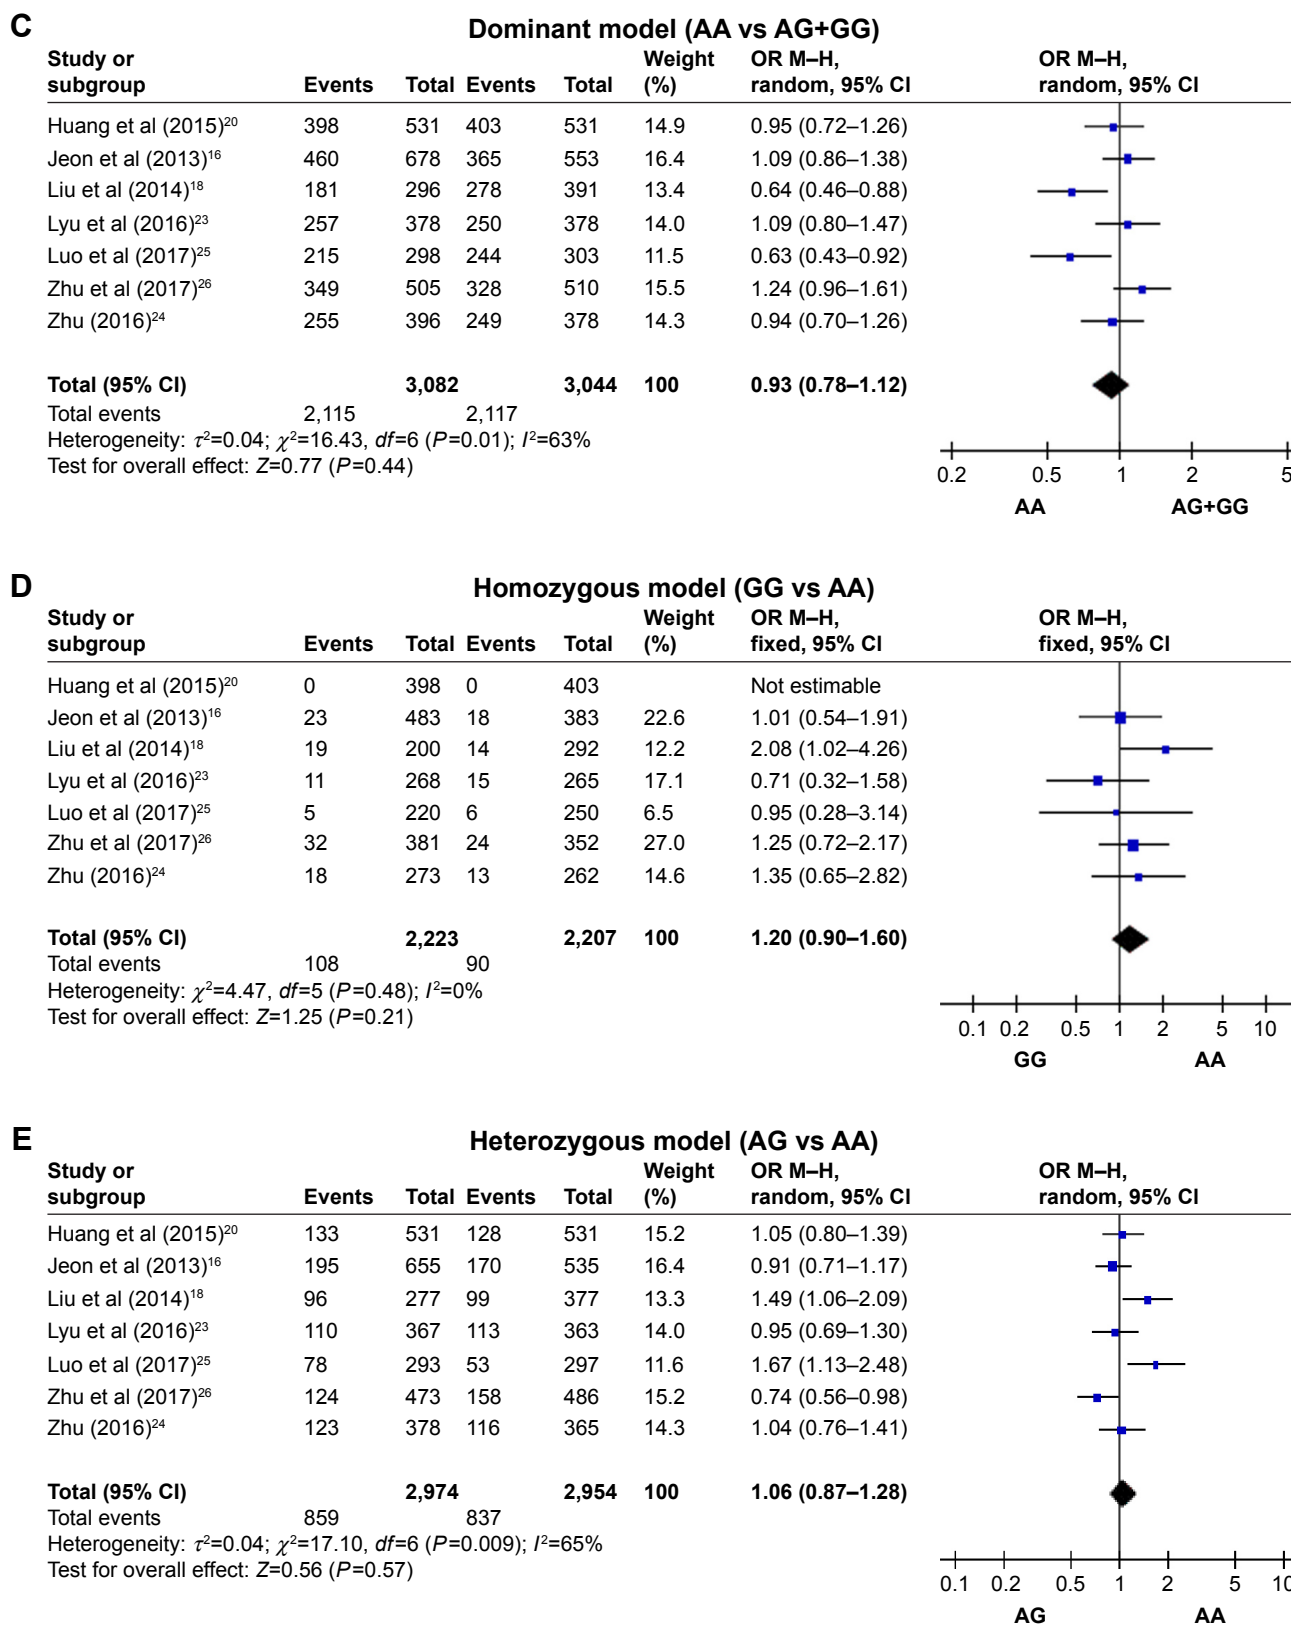 C
Dominant model (AA vs AG+GG)
Study or subgroup Events Total Events Total Weight (%) OR M–H, random, 95% CI OR M–H, random, 95% CI
Huang et al (2015)20 398 531 403 531 14.9 0.95 (0.72–1.26)
Jeon et al (2013)16 460 678 365 553 16.4 1.09 (0.86–1.38)
Liu et al (2014)18 181 296 278 391 13.4 0.64 (0.46–0.88)
Lyu et al (2016)23 257 378 250 378 14.0 1.09 (0.80–1.47)
Luo et al (2017)25 215 298 244 303 11.5 0.63 (0.43–0.92)
Zhu et al (2017)26 349 505 328 510 15.5 1.24 (0.96–1.61)
Zhu (2016)24 255 396 249 378 14.3 0.94 (0.70–1.26)
Total (95% CI) 3,082 3,044 100 0.93 (0.78–1.12)
Total events 2,115 2,117
Heterogeneity: τ2=0.04; χ2=16.43, df=6 (P=0.01); I2=63%
Test for overall effect: Z=0.77 (P=0.44)
0.2 0.5 1 2 5
AA AG+GG
D
Homozygous model (GG vs AA)
Study or subgroup Events Total Events Total Weight (%) OR M–H, fixed, 95% CI OR M–H, fixed, 95% CI
Huang et al (2015)20 0 398 0 403 Not estimable
Jeon et al (2013)16 23 483 18 383 22.6 1.01 (0.54–1.91)
Liu et al (2014)18 19 200 14 292 12.2 2.08 (1.02–4.26)
Lyu et al (2016)23 11 268 15 265 17.1 0.71 (0.32–1.58)
Luo et al (2017)25 5 220 6 250 6.5 0.95 (0.28–3.14)
Zhu et al (2017)26 32 381 24 352 27.0 1.25 (0.72–2.17)
Zhu (2016)24 18 273 13 262 14.6 1.35 (0.65–2.82)
Total (95% CI) 2,223 2,207 100 1.20 (0.90–1.60)
Total events 108 90
Heterogeneity: χ2=4.47, df=5 (P=0.48); I2=0%
Test for overall effect: Z=1.25 (P=0.21)
0.1 0.2 0.5 1 2 5 10
GG AA
E
Heterozygous model (AG vs AA)
Study or subgroup Events Total Events Total Weight (%) OR M–H, random, 95% CI OR M–H, random, 95% CI
Huang et al (2015)20 133 531 128 531 15.2 1.05 (0.80–1.39)
Jeon et al (2013)16 195 655 170 535 16.4 0.91 (0.71–1.17)
Liu et al (2014)18 96 277 99 377 13.3 1.49 (1.06–2.09)
Lyu et al (2016)23 110 367 113 363 14.0 0.95 (0.69–1.30)
Luo et al (2017)25 78 293 53 297 11.6 1.67 (1.13–2.48)
Zhu et al (2017)26 124 473 158 486 15.2 0.74 (0.56–0.98)
Zhu (2016)24 123 378 116 365 14.3 1.04 (0.76–1.41)
Total (95% CI) 2,974 2,954 100 1.06 (0.87–1.28)
Total events 859 837
Heterogeneity: τ2=0.04; χ2=17.10, df=6 (P=0.009); I2=65%
Test for overall effect: Z=0.56 (P=0.57)
0.1 0.2 0.5 1 2 5 10
AG AA